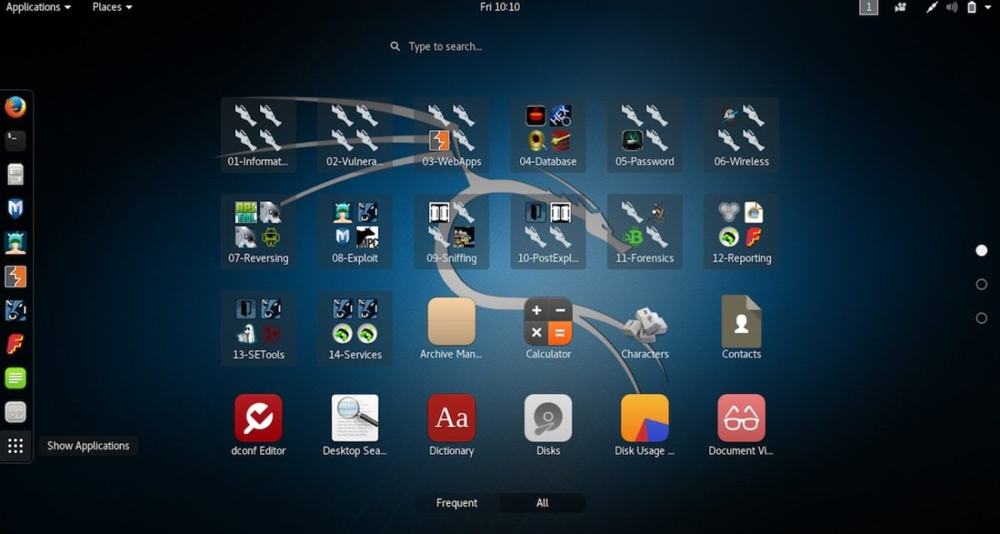 Applications Places Fri 10:10 1
Type to search...
01-Informat... 02-Vulnera... 03-WebApps 04-Database 05-Password 06-Wireless
07-Reversing 08-Exploit 09-Sniffing 10-PostExpl... 11-Forensics 12-Reporting
13-SETools 14-Services Archive Man... Calculator Characters Contacts
Aa
dconf Editor Desktop Sea... Dictionary Disks Disk Usage ... Document Vi...
Show Applications
Frequent All